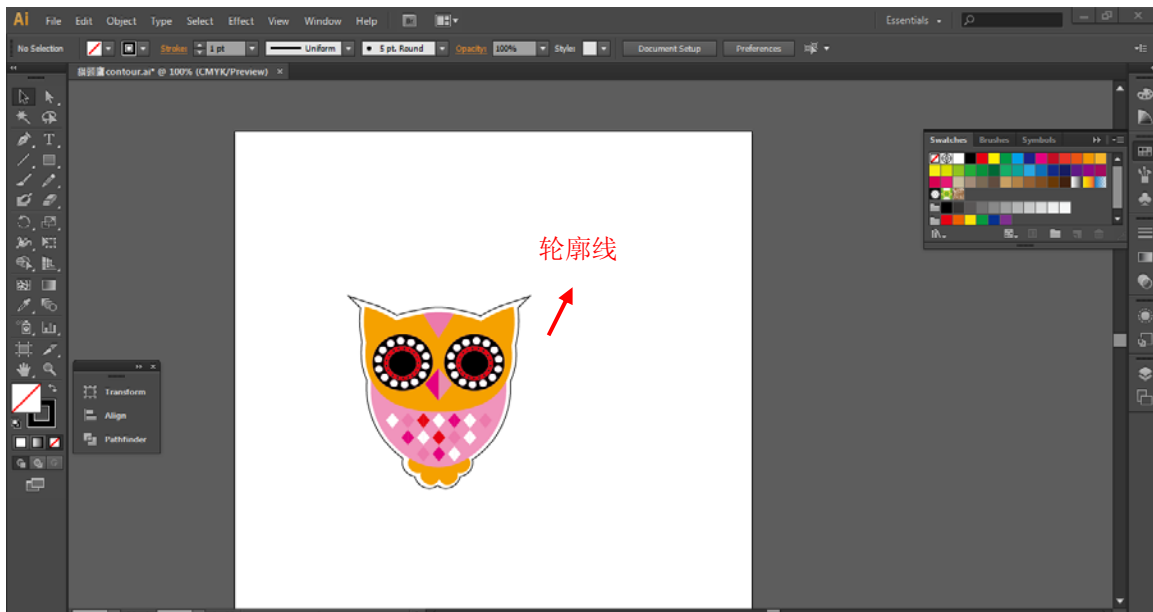 Ai File Edit Object Type Select Effect View Window Help Essentials
No Selection Stroke: 1 pt Uniform 5 pt. Round Opacity: 100% Style: Document Setup Preferences
contour.ai* @ 100% (CMYK/Preview) ×
Swatches Brushes Symbols
轮廓线
Transform
Align
Pathfinder